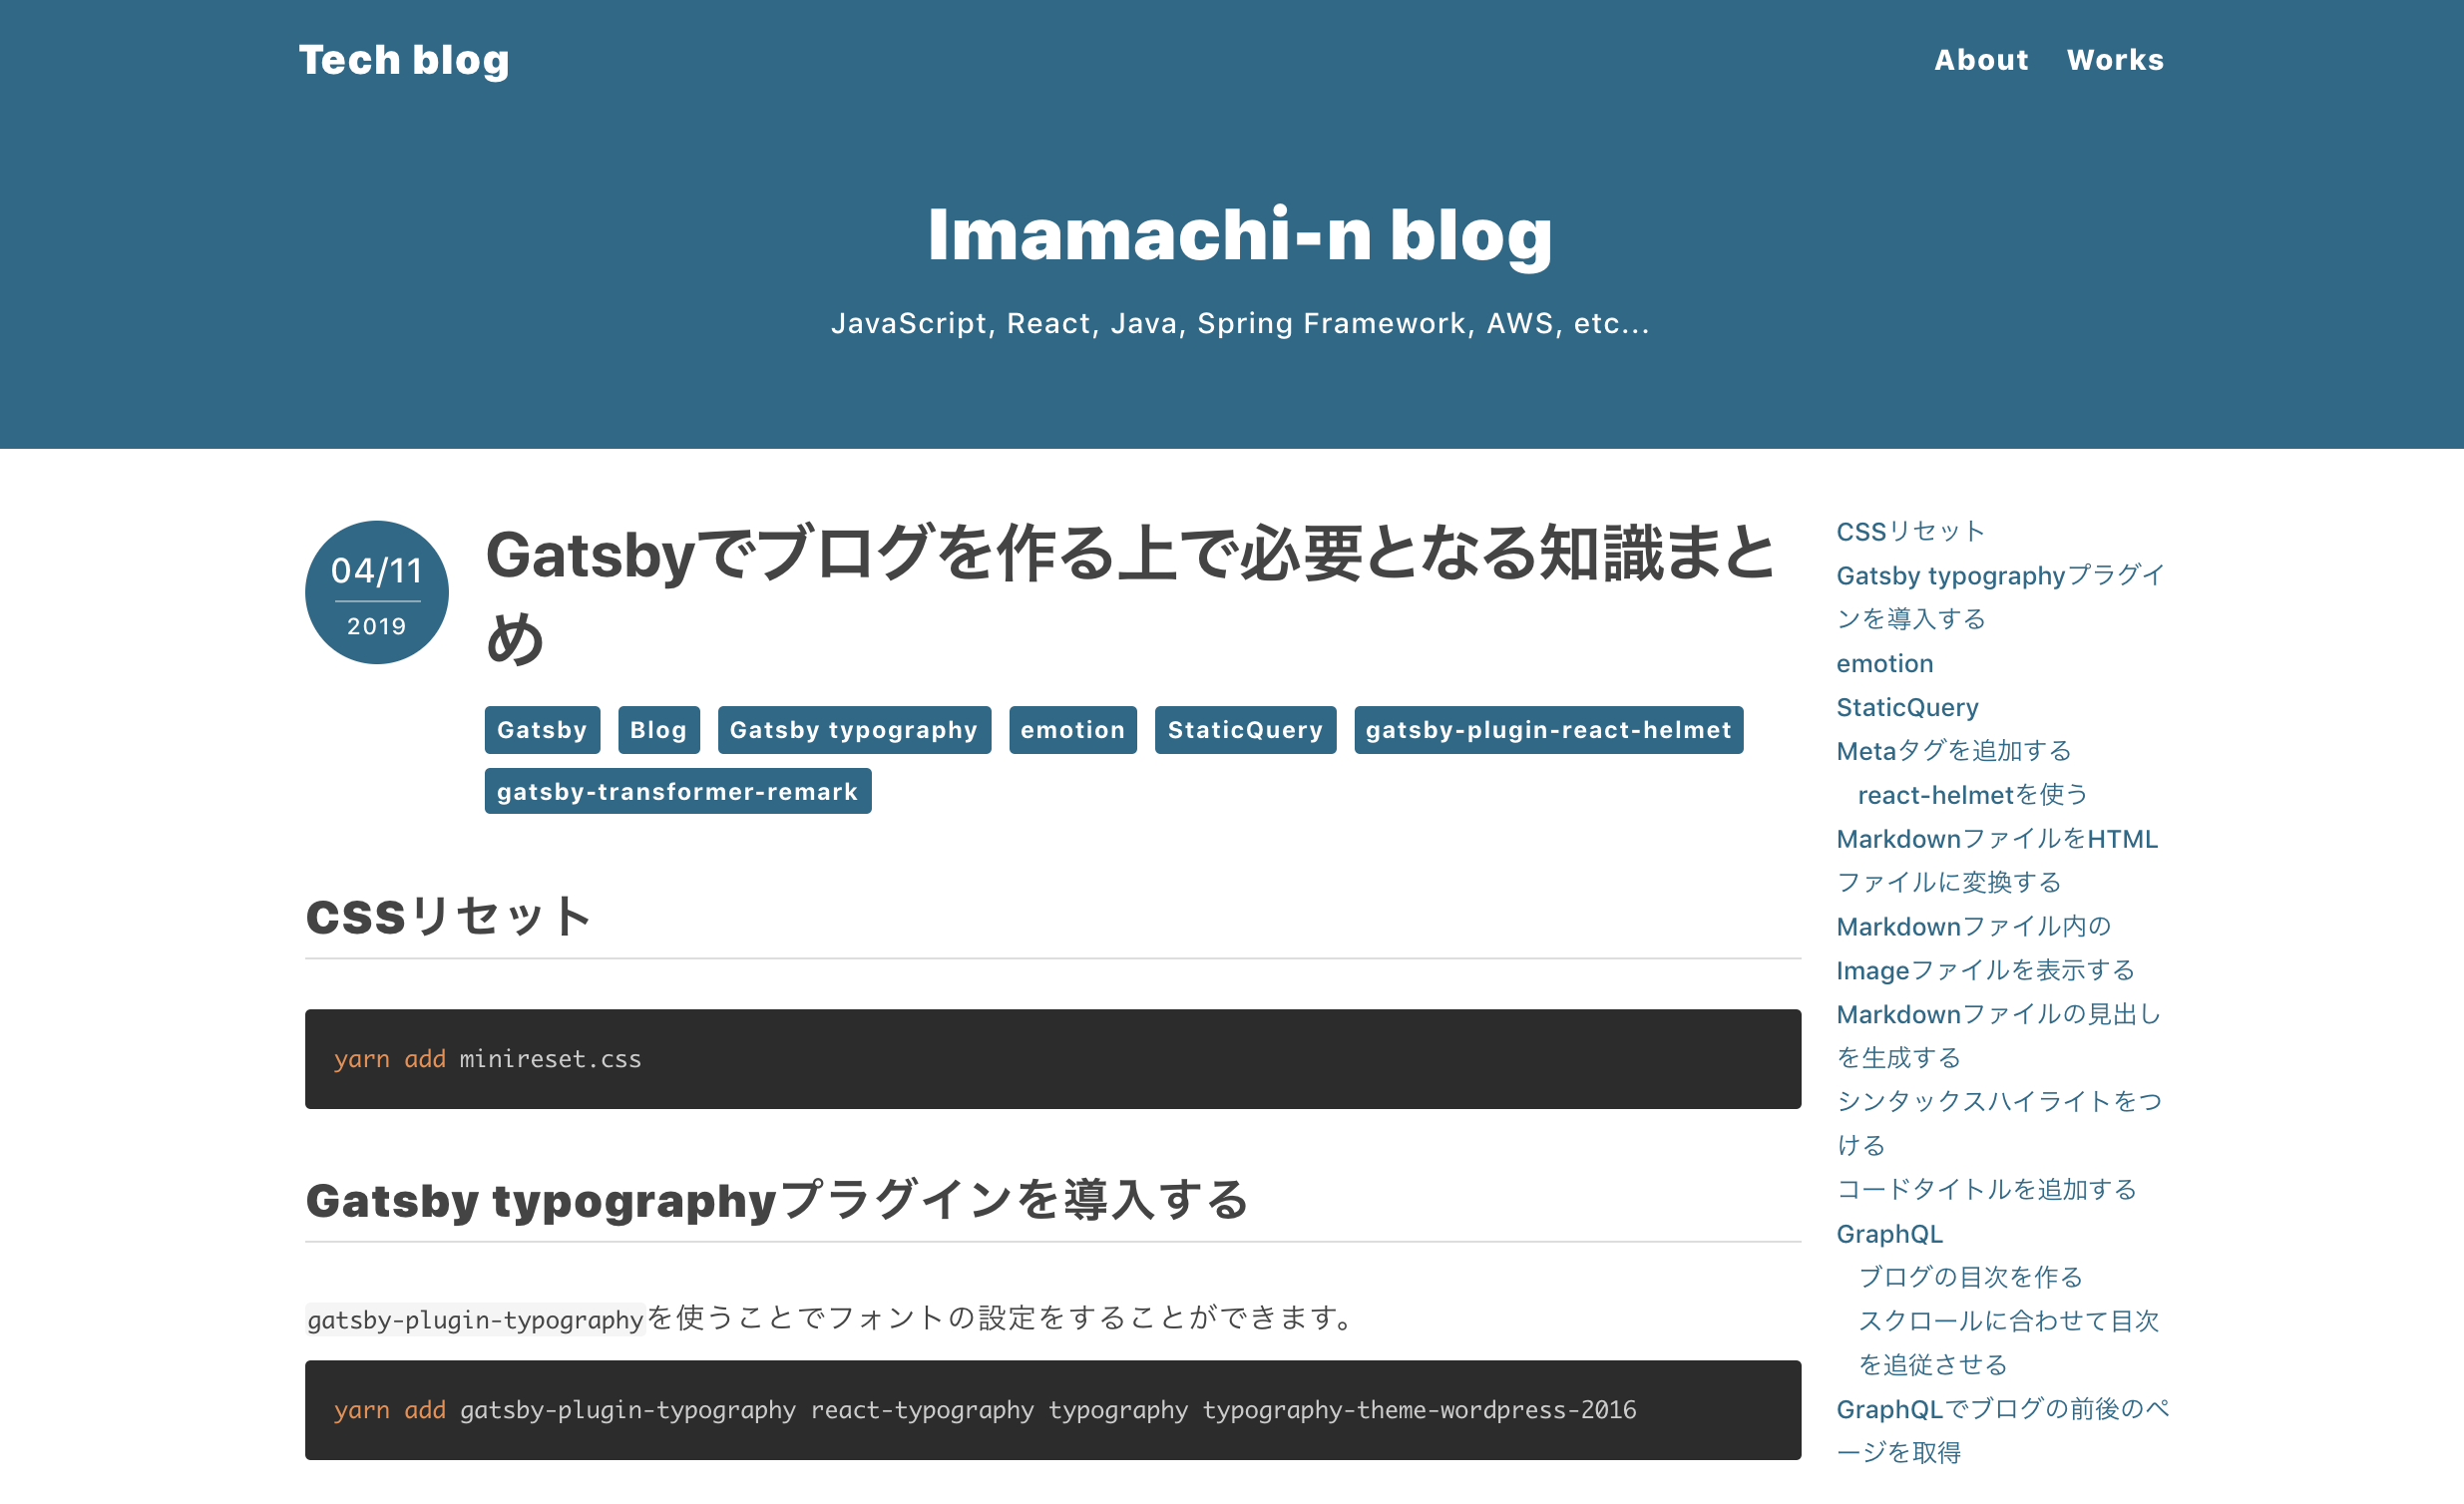 Tech blog
About Works
Imamachi-n blog
JavaScript, React, Java, Spring Framework, AWS, etc...
04/11
2019
Gatsbyでブログを作る上で必要となる知識まと
め
Gatsby Blog Gatsby typography emotion StaticQuery gatsby-plugin-react-helmet
gatsby-transformer-remark
CSSリセット
yarn add minireset.css
Gatsby typographyプラグインを導入する
gatsby-plugin-typographyを使うことでフォントの設定をすることができます。
yarn add gatsby-plugin-typography react-typography typography typography-theme-wordpress-2016
CSSリセット
Gatsby typographyプラグイ
ンを導入する
emotion
StaticQuery
Metaタグを追加する
react-helmetを使う
MarkdownファイルをHTML
ファイルに変換する
Markdownファイル内の
Imageファイルを表示する
Markdownファイルの見出し
を生成する
シンタックスハイライトをつ
ける
コードタイトルを追加する
GraphQL
ブログの目次を作る
スクロールに合わせて目次
を追従させる
GraphQLでブログの前後のペ
ージを取得